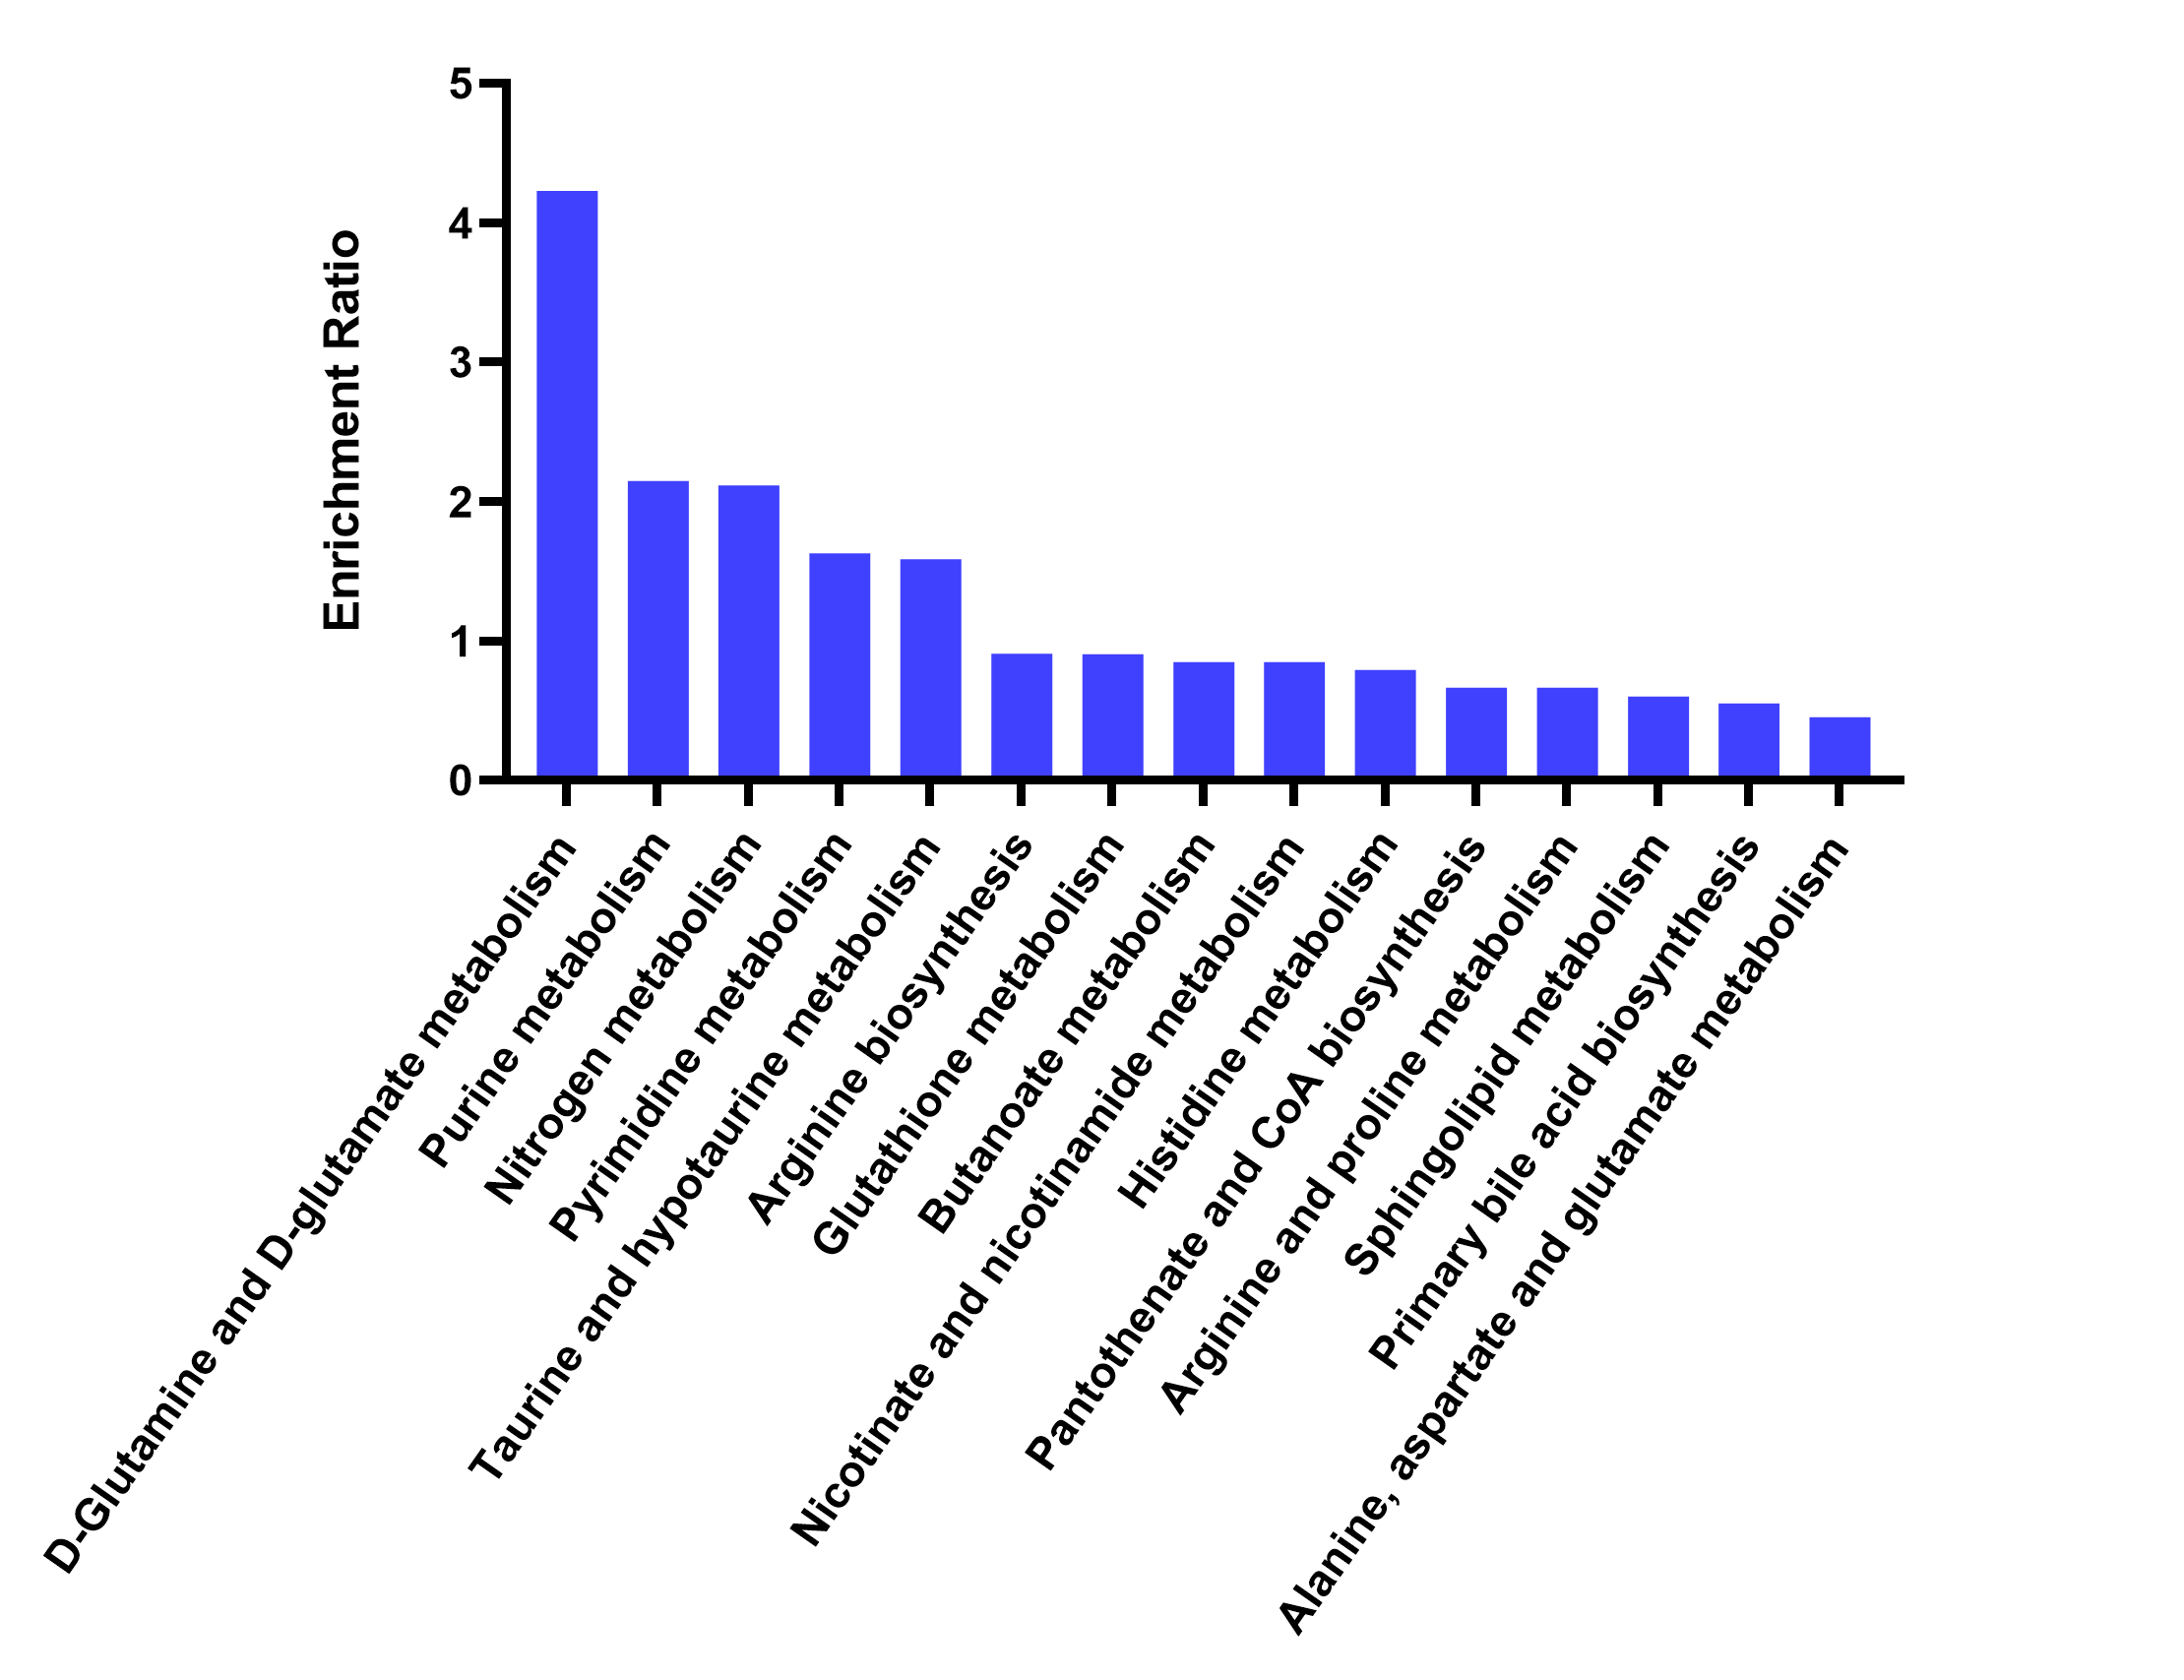 Enrichment Ratio
5
4
3
2
1
0
D-Glutamine and D-glutamate metabolism
Purine metabolism
Nitrogen metabolism
Pyrimidine metabolism
Taurine and hypotaurine metabolism
Arginine biosynthesis
Glutathione metabolism
Butanoate metabolism
Nicotinate and nicotinamide metabolism
Histidine metabolism
Pantothenate and CoA biosynthesis
Arginine and proline metabolism
Sphingolipid metabolism
Primary bile acid biosynthesis
Alanine, aspartate and glutamate metabolism